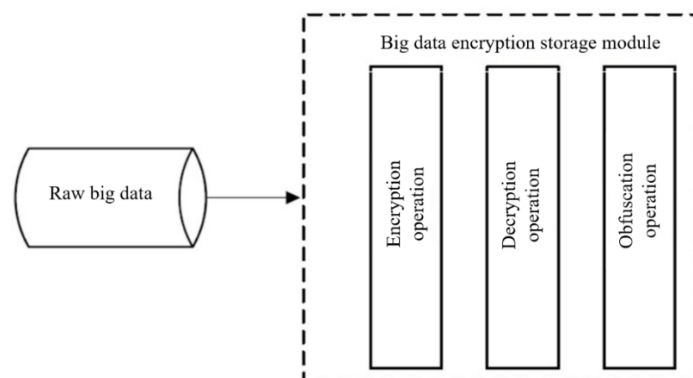 Big data encryption storage module
Raw big data
Encryption
operation
Decryption
operation
Obfuscation
operation